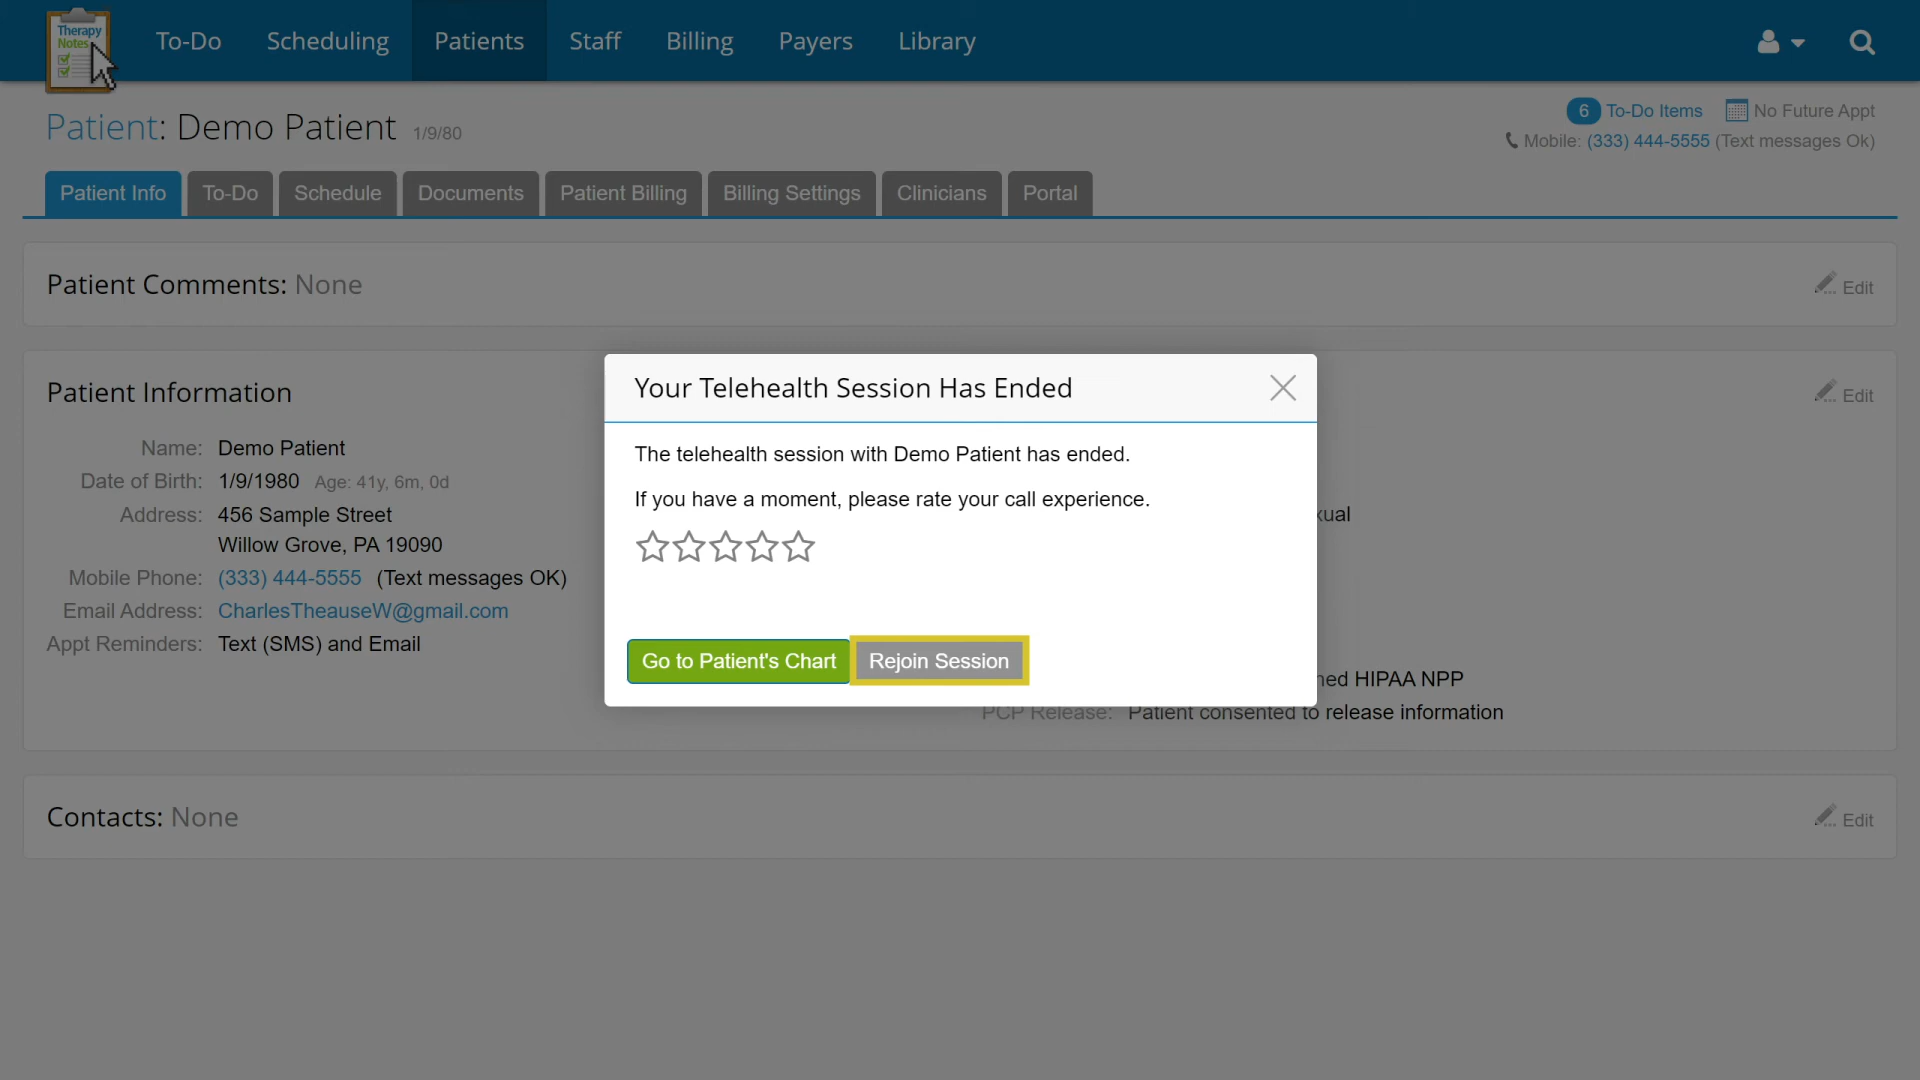 Therapy
Notes
To-Do Scheduling Patients Staff Billing Payers Library
Patient: Demo Patient 1/9/80
6 To-Do Items No Future Appt
Mobile: (333) 444-5555 (Text messages Ok)
Patient Info To-Do Schedule Documents Patient Billing Billing Settings Clinicians Portal
Patient Comments: None
Edit
Patient Information
Edit
Name: Demo Patient
Date of Birth: 1/9/1980 Age: 41y, 6m, 0d
Address: 456 Sample Street
Willow Grove, PA 19090
Mobile Phone: (333) 444-5555 (Text messages OK)
Email Address: CharlesTheauseW@gmail.com
Appt Reminders: Text (SMS) and Email
Your Telehealth Session Has Ended
The telehealth session with Demo Patient has ended.
If you have a moment, please rate your call experience.
Go to Patient's Chart Rejoin Session
HIPAA NPP
PCP Release: Patient consented to release information
Contacts: None
Edit